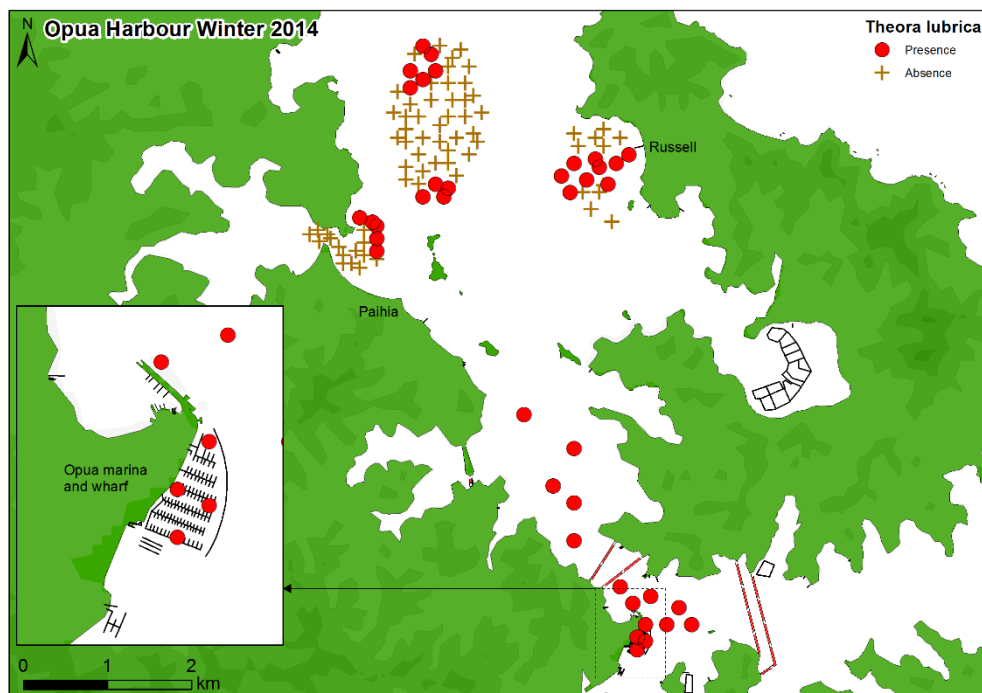 N
Opua Harbour Winter 2014
Theora lubrica
Presence
Absence
Russell
Paihia
Opua marina
and wharf
0 1 2
km